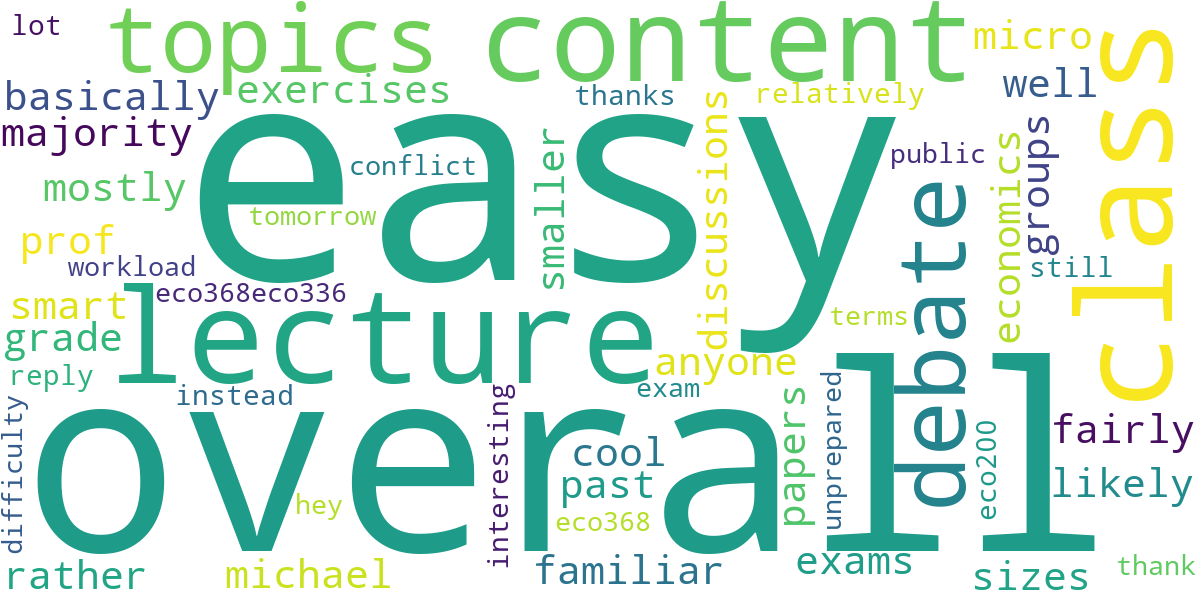 lot
topics
content
micro
class
basically
exercises
thanks
relatively
well
majority
easy
discussions
economics
groups
conflict
smaller
public
mostly
tomorrow
debate
prof
workload
still
eco368eco336
smart
lecture
terms
grade
anyone
reply
instead
exam
overall
difficulty
interesting
papers
unprepared
eco200
fairly
cool
past
likely
hey
eco368
rather
michael
familiar
exams
sizes
thank